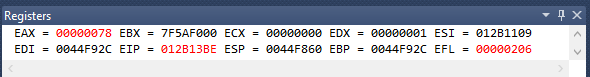 Registers
EAX = 00000078 EBX = 7F5AF000 ECX = 00000000 EDX = 00000001 ESI = 012B1109
EDI = 0044F92C EIP = 012B13BE ESP = 0044F860 EBP = 0044F92C EFL = 00000206